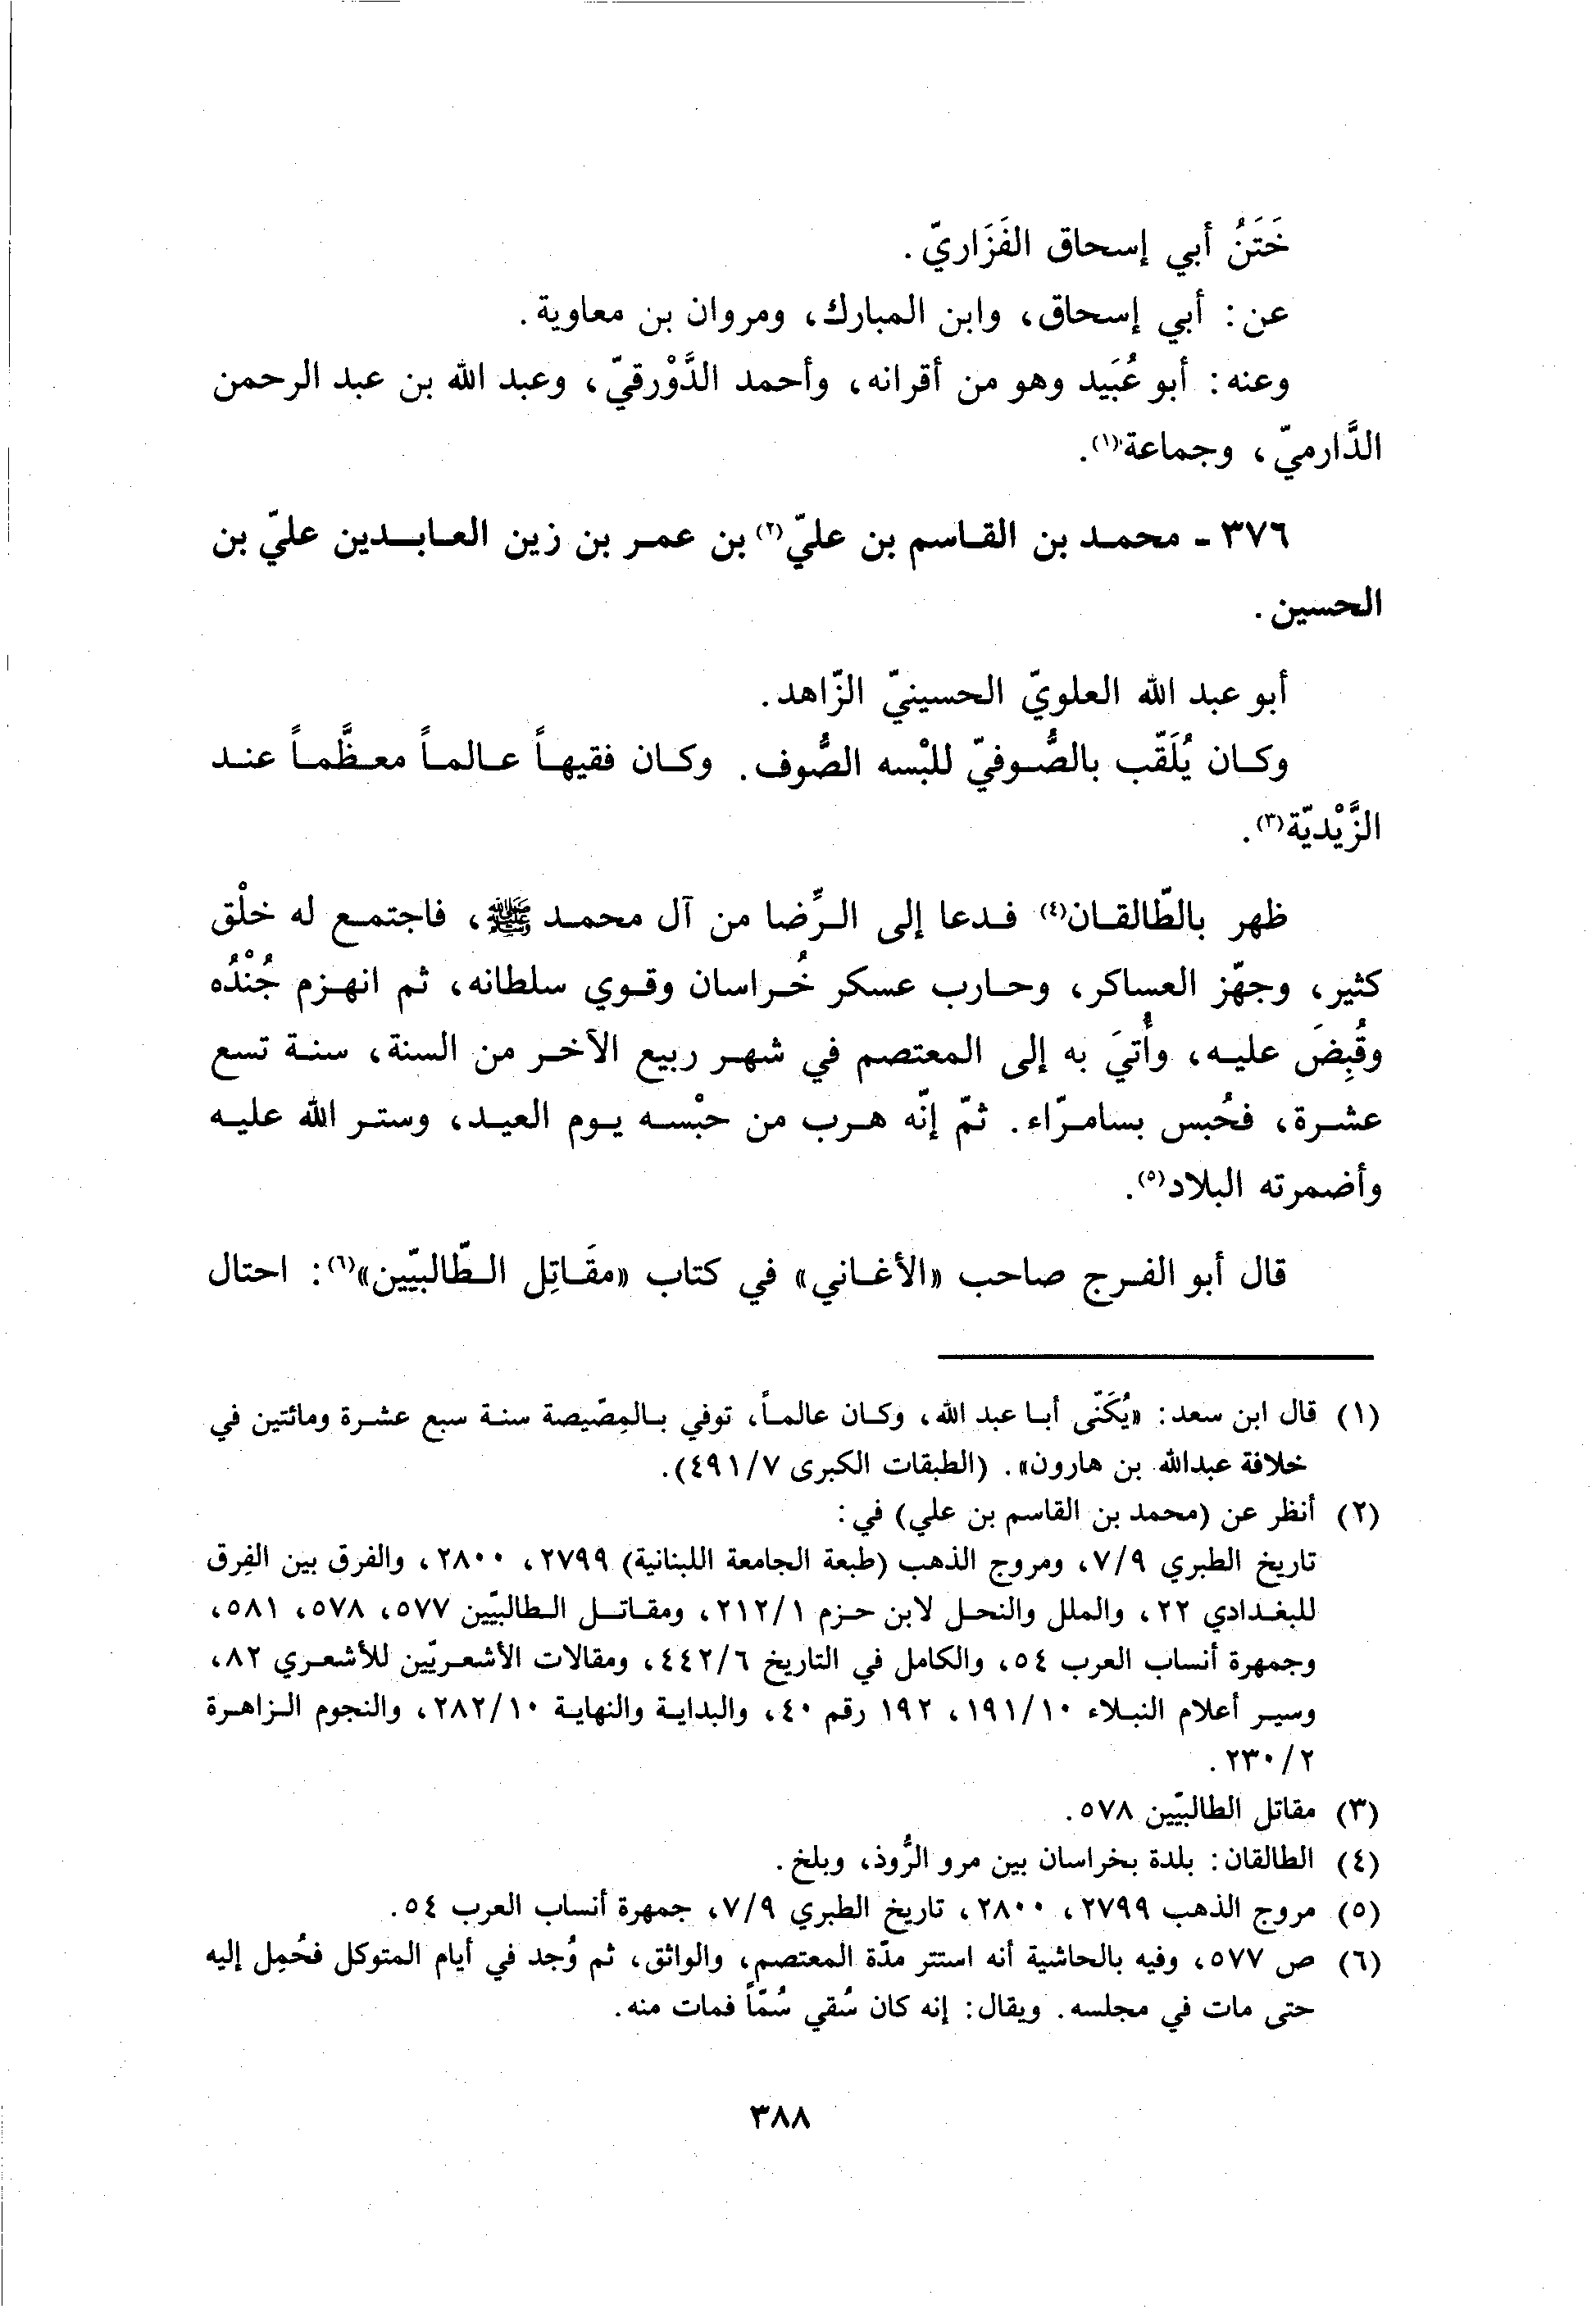 خَتَنُ أبي إسحاق الفَزَاريّ.
عن: أبي إسحاق، وابن المبارك، ومروان بن معاوية.
وعنه: أبو عُبَيد وهو من أقرانه، وأحمد الدَّوْرقيّ، وعبد الله بن عبد الرحمن
الدَّارميّ، وجماعة(١).
٣٧٦ - محمد بن القاسم بن عليّ(٢) بن عمر بن زين العابدين عليّ بن
الحسين.
أبو عبد الله العلويّ الحسينيّ الزّاهد.
وكان يُلَقّب بالصُّوفيّ للبْسه الصُّوف. وكان فقيهاً عالماً معظَّماً عند
الزَّيْديّة(٣).
ظهر بالطّالقان(٤) فدعا إلى الرِّضا من آل محمد ﷺ، فاجتمع له خلْق
كثير، وجهّز العساكر، وحارب عسكر خُراسان وقوي سلطانه، ثم انهزم جُنْدُه
وقُبِضَ عليه، وأُتيَ به إلى المعتصم في شهر ربيع الآخر من السنة، سنة تسع
عشرة، فحُبس بسامرّاء. ثمّ إنّه هرب من حبْسه يوم العيد، وستر الله عليه
وأضمرته البلاد(٥).
قال أبو الفرج صاحب «الأغاني» في كتاب «مقَاتِل الطّالبيّين»(٦): احتال
(١) قال ابن سعد: «يُكَنّى أبا عبد الله، وكان عالماً، توفي بالمِصّيصة سنة سبع عشرة ومائتين في
خلافة عبدالله بن هارون». (الطبقات الكبرى ٤٩١/٧).
(٢) أنظر عن (محمد بن القاسم بن علي) في:
تاريخ الطبري ٧/٩، ومروج الذهب (طبعة الجامعة اللبنانية) ٢٧٩٩، ٢٨٠٠، والفرق بين الفِرق
للبغدادي ٢٢، والملل والنحل لابن حزم ٢١٢/١، ومقاتل الطالبيّين ٥٧٧، ٥٧٨، ٥٨١،
وجمهرة أنساب العرب ٥٤، والكامل في التاريخ ٤٤٢/٦، ومقالات الأشعريّين للأشعري ٨٢،
وسير أعلام النبلاء ١٩١/١٠، ١٩٢ رقم ٤٠، والبداية والنهاية ٢٨٢/١٠، والنجوم الزاهرة
٢٣٠/٢.
(٣) مقاتل الطالبيّين ٥٧٨.
(٤) الطالقان: بلدة بخراسان بين مرو الرُّوذ، وبلخ.
(٥) مروج الذهب ٢٧٩٩، ٢٨٠٠، تاريخ الطبري ٧/٩، جمهرة أنساب العرب ٥٤.
(٦) ص ٥٧٧، وفيه بالحاشية أنه استتر مدّة المعتصم، والواثق، ثم وُجد في أيام المتوكل فحُمِل إليه
حتى مات في مجلسه. ويقال: إنه كان سُقي سُمّاً فمات منه.
٣٨٨